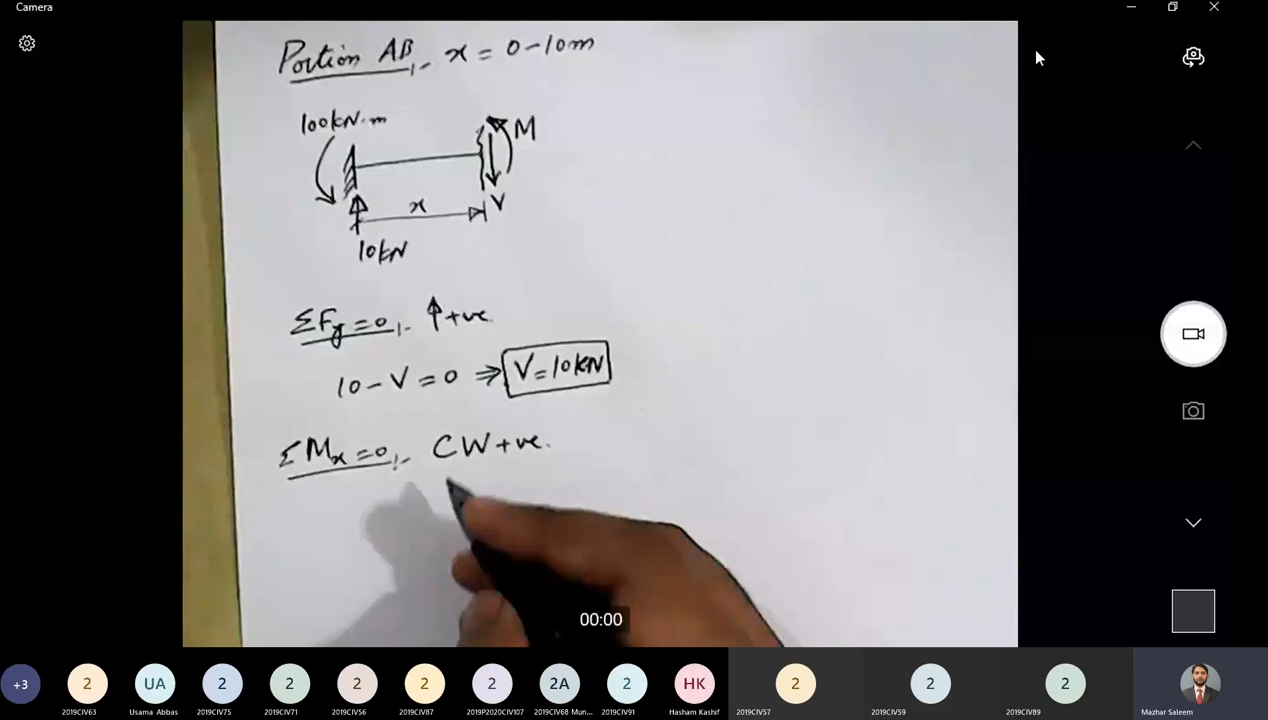 Camera
Portion AB:- x = 0-10m
100kN.m
M
x
V
10kN
ΣFy=0:- ↑+ve
10-V=0 ⇒ V=10kN
ΣMx=0:- CW+ve.
00:00
+3
2
UA
2
2
2
2
2
2A
2
HK
2
2
2
2019CIV63
Usama Abbas
2019CIV75
2019CIV71
2019CIV56
2019CIV87
2019P2020CIV107
2019CIV68 Mun...
2019CIV91
Hasham Kashif
2019CIV57
2019CIV59
2019CIV89
Mazhar Saleem